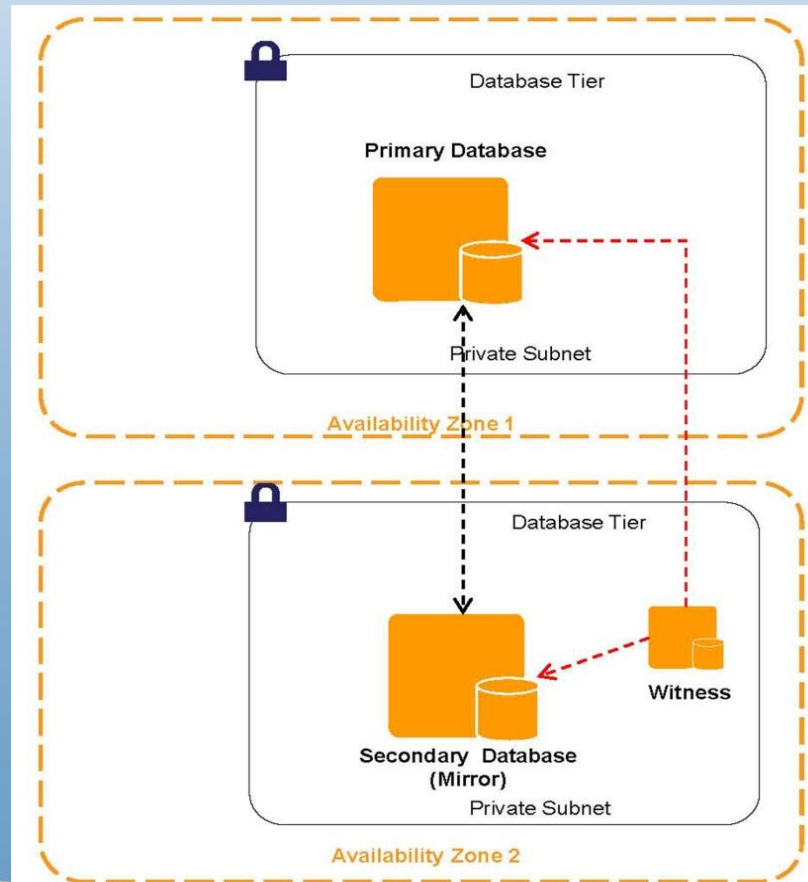 Database Tier
Primary Database
Private Subnet
Availability Zone 1
Database Tier
Witness
Secondary Database
(Mirror)
Private Subnet
Availability Zone 2